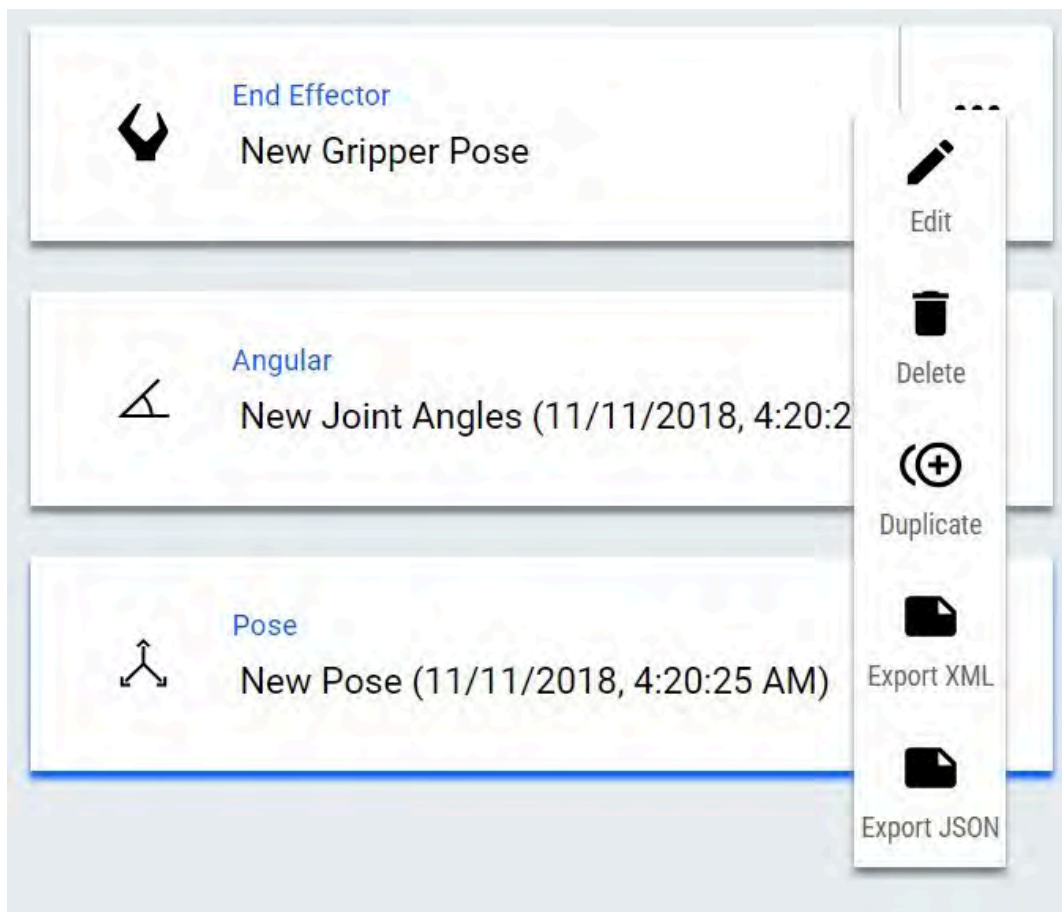 End Effector
New Gripper Pose
Edit
Delete
Angular
New Joint Angles (11/11/2018, 4:20:2
Duplicate
Pose
New Pose (11/11/2018, 4:20:25 AM)
Export XML
Export JSON